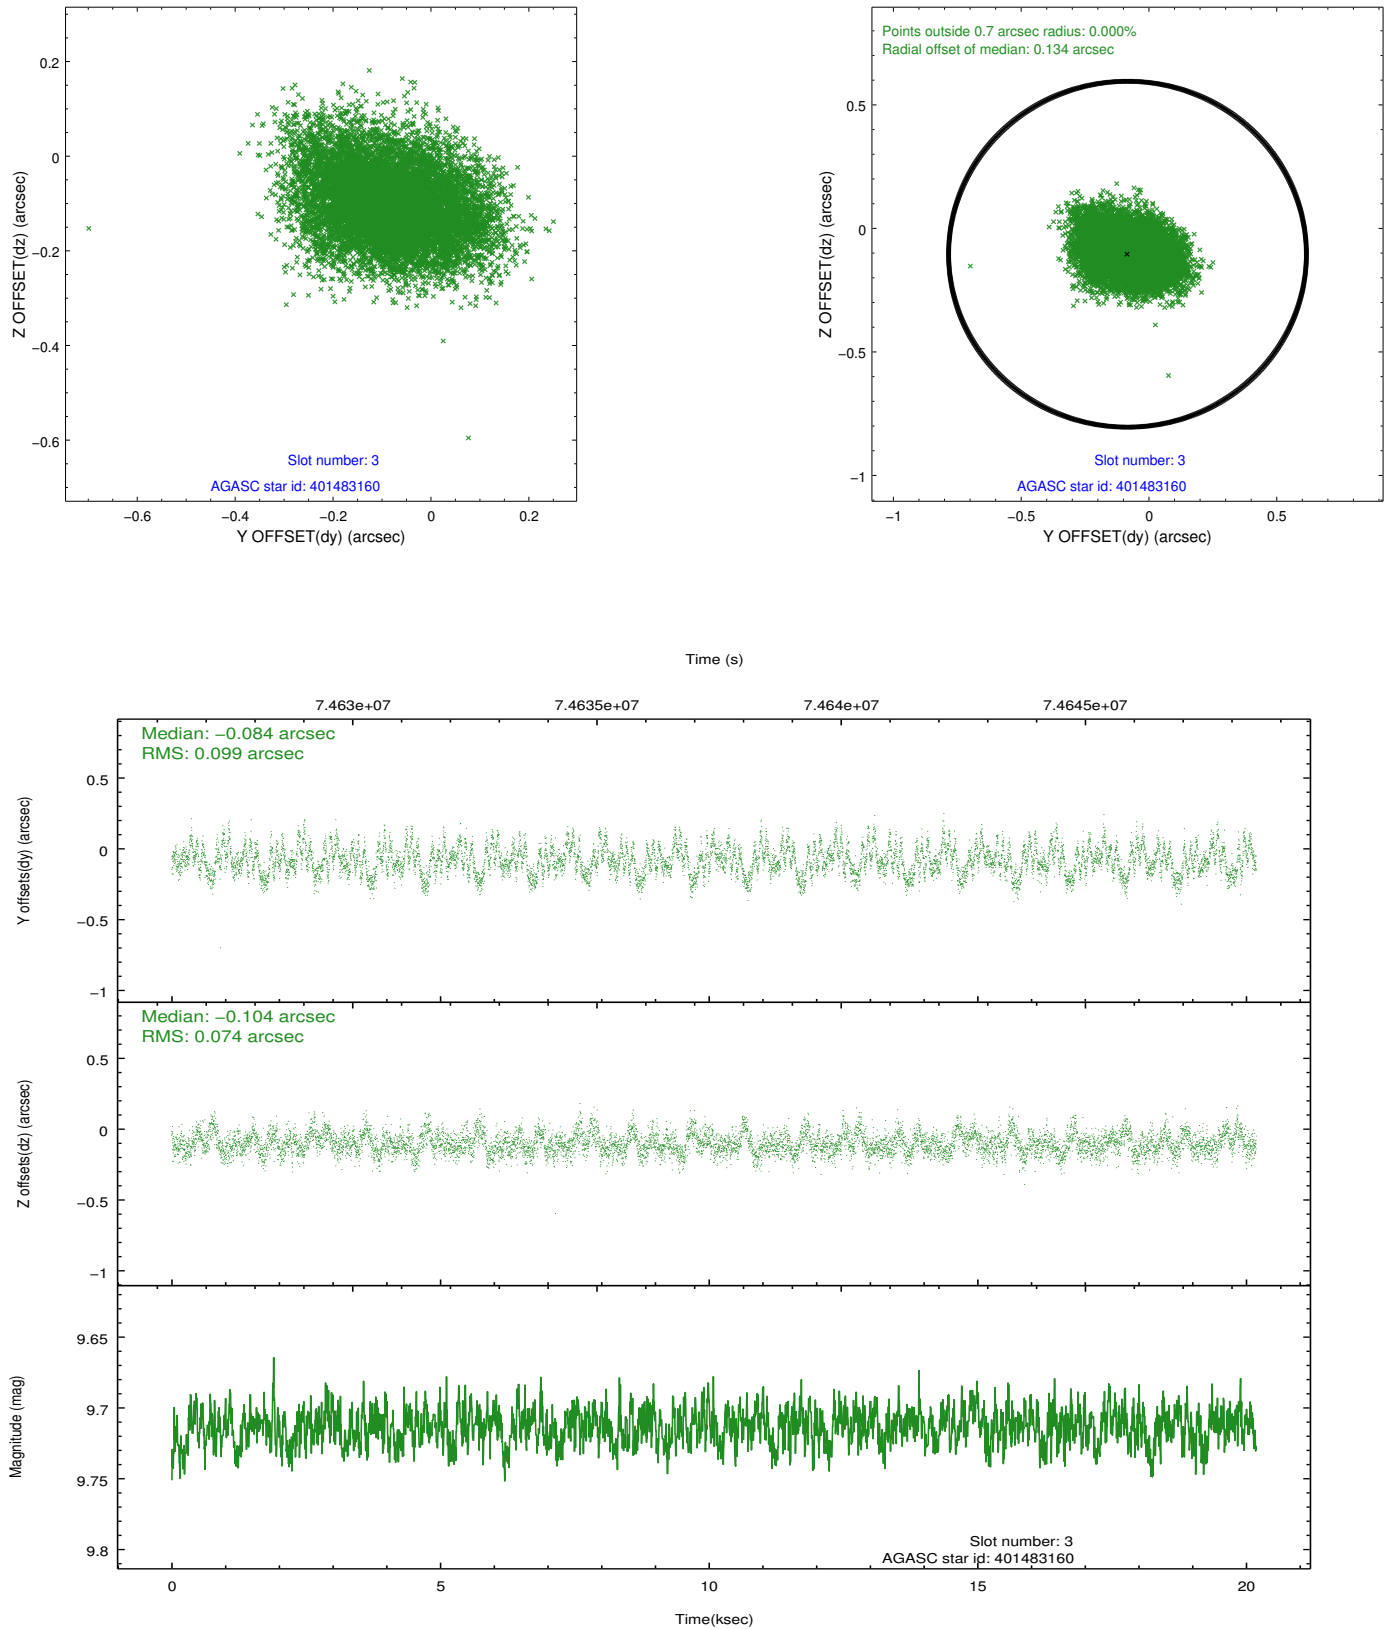 0.2
0
−0.2
−0.4
−0.6
Z OFFSET(dz) (arcsec)
Slot number: 3
AGASC star id: 401483160
−0.6
−0.4
−0.2
0
0.2
Y OFFSET(dy) (arcsec)
Points outside 0.7 arcsec radius: 0.000%
Radial offset of median: 0.134 arcsec
0.5
0
−0.5
−1
Z OFFSET(dz) (arcsec)
Slot number: 3
AGASC star id: 401483160
−1
−0.5
0
0.5
Y OFFSET(dy) (arcsec)
Time (s)
7.463e+07
7.4635e+07
7.464e+07
7.4645e+07
Median: −0.084 arcsec
RMS: 0.099 arcsec
0.5
0
−0.5
−1
Y offsets(dy) (arcsec)
Median: −0.104 arcsec
RMS: 0.074 arcsec
0.5
0
−0.5
−1
Z offsets(dz) (arcsec)
9.65
9.7
9.75
9.8
Magnitude (mag)
Slot number: 3
AGASC star id: 401483160
0
5
10
15
20
Time(ksec)